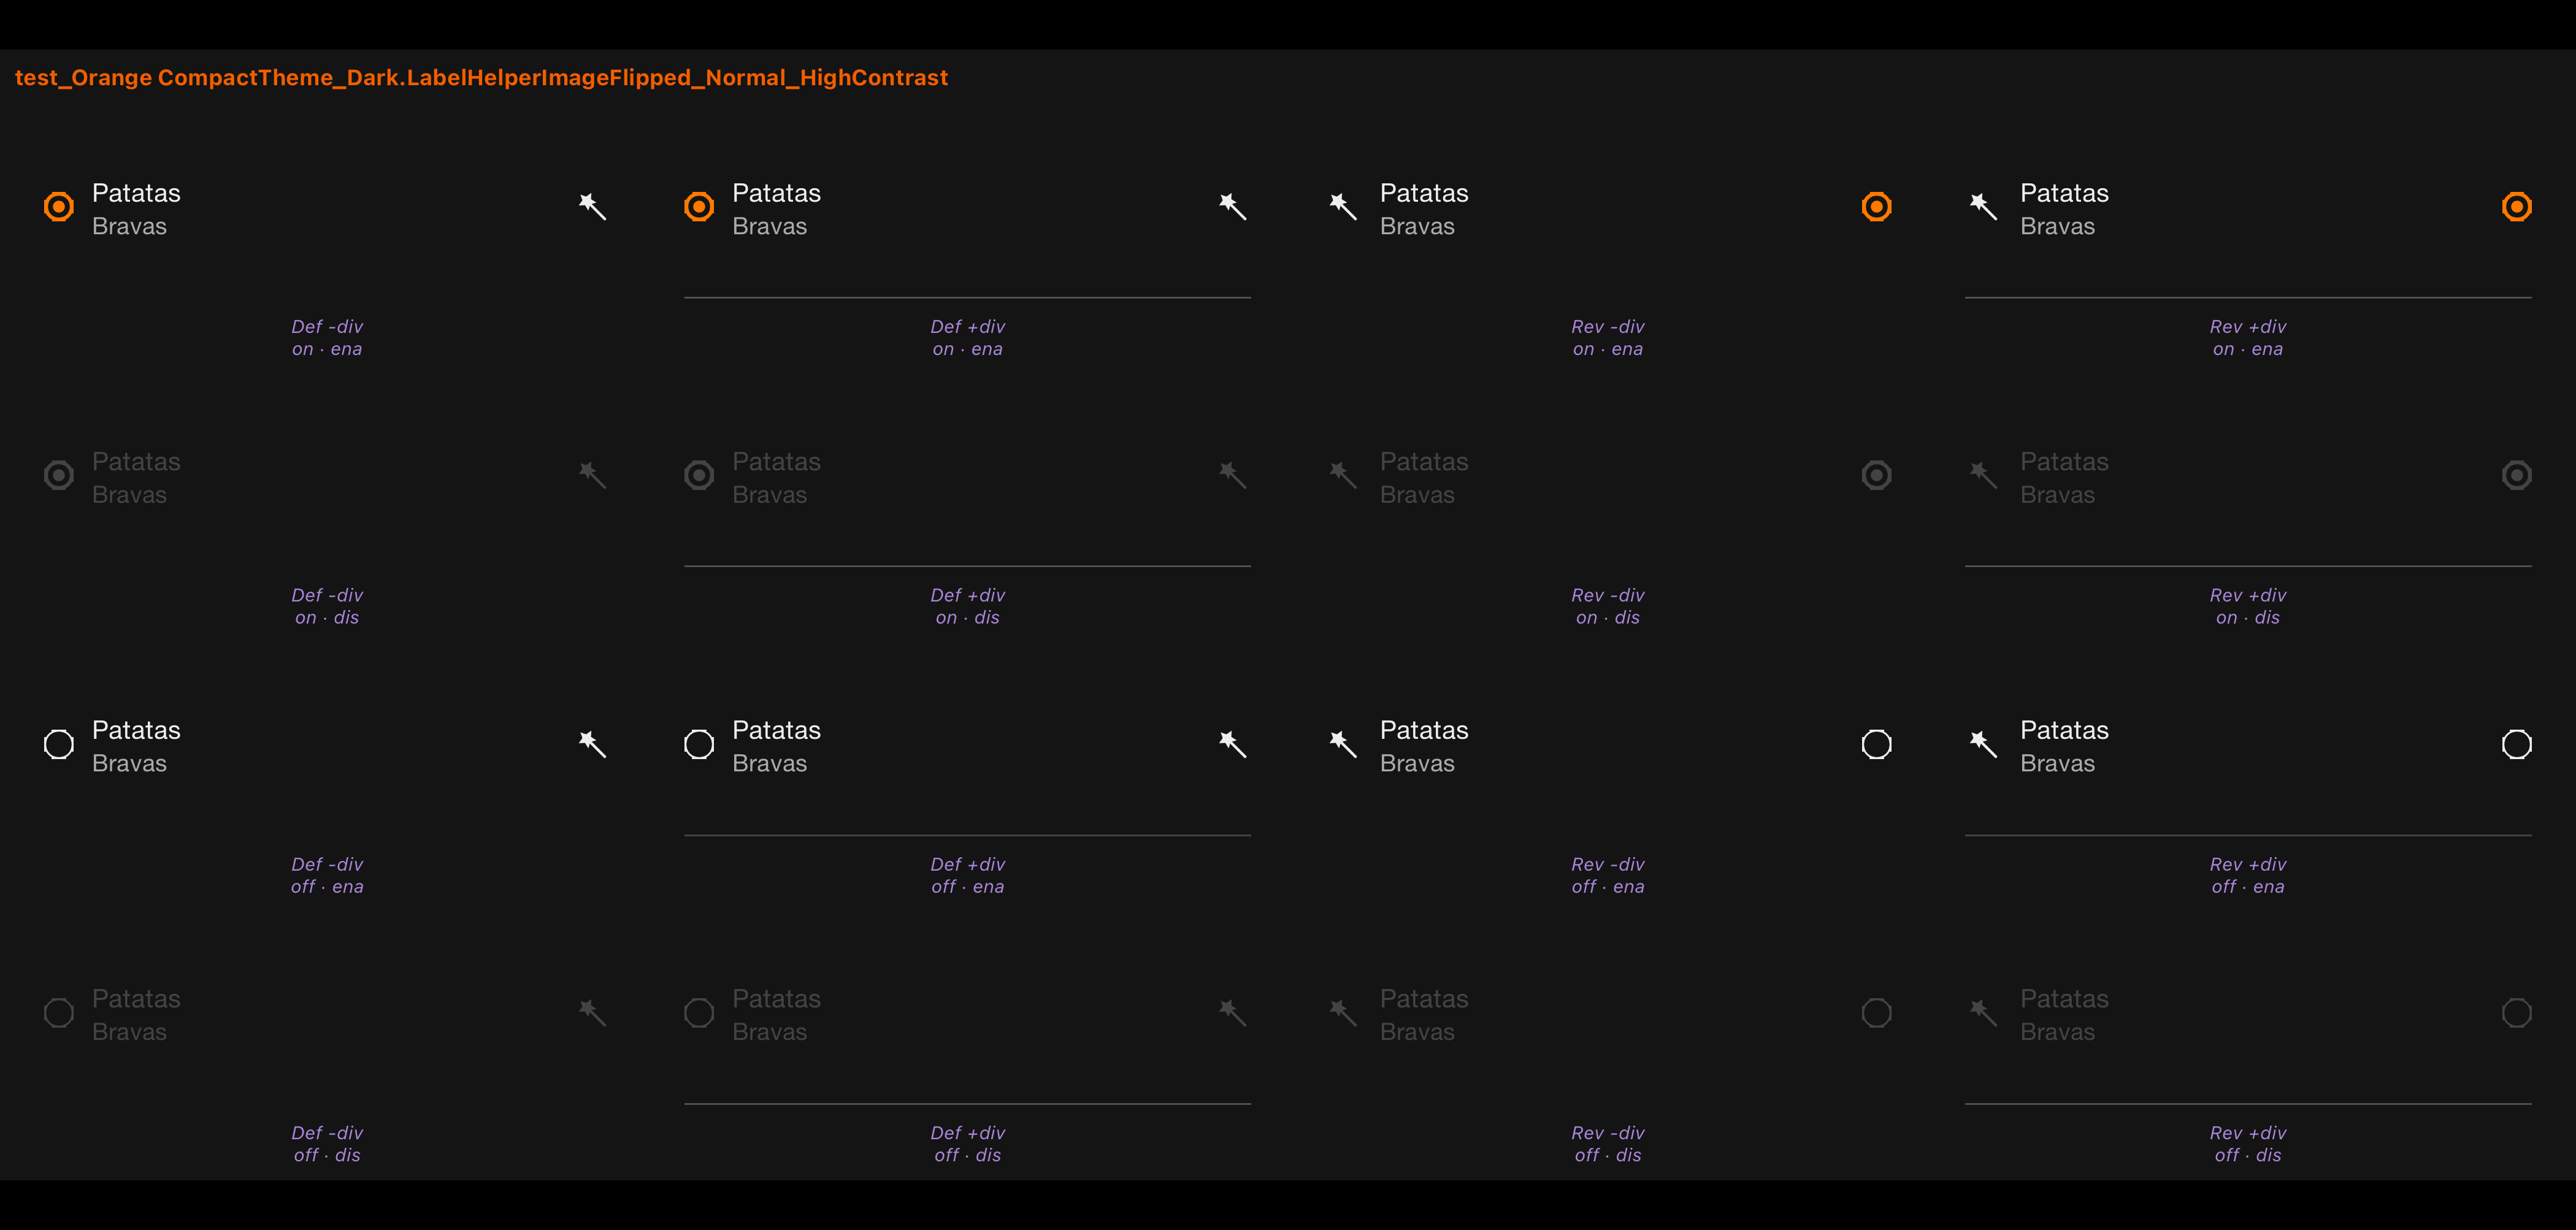 test_Orange CompactTheme_Dark.LabelHelperImageFlipped_Normal_HighContrast
Patatas
Bravas
Patatas
Bravas
Patatas
Bravas
Patatas
Bravas
Def -div
on · ena
Def +div
on · ena
Rev -div
on · ena
Rev +div
on · ena
Patatas
Bravas
Patatas
Bravas
Patatas
Bravas
Patatas
Bravas
Def -div
on · dis
Def +div
on · dis
Rev -div
on · dis
Rev +div
on · dis
Patatas
Bravas
Patatas
Bravas
Patatas
Bravas
Patatas
Bravas
Def -div
off · ena
Def +div
off · ena
Rev -div
off · ena
Rev +div
off · ena
Patatas
Bravas
Patatas
Bravas
Patatas
Bravas
Patatas
Bravas
Def -div
off · dis
Def +div
off · dis
Rev -div
off · dis
Rev +div
off · dis